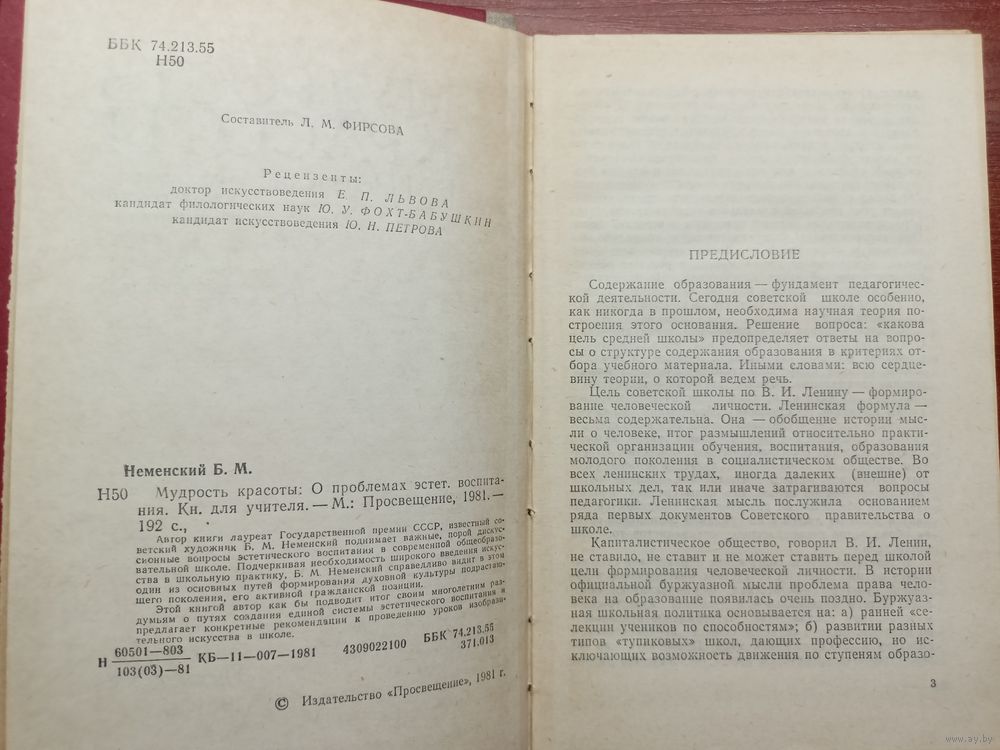 ББК 74.213.55
Н50
Составитель Л. М. ФИРСОВА
Рецензенты:
доктор искусствоведения Е. П. ЛЬВОВА
кандидат филологических наук Ю. У. ФОХТ-БАБУШКИН
кандидат искусствоведения Ю. Н. ПЕТРОВА
Неменский Б. М.
Н50 Мудрость красоты: О проблемах эстет. воспита-
ния. Кн. для учителя. — М.: Просвещение, 1981.—
192 с.,
Автор книги лауреат Государственной премии СССР, известный со-
ветский художник Б. М. Неменский поднимает важные, порой дискус-
сионные вопросы эстетического воспитания в современной общеобразо-
вательной школе. Подчеркивая необходимость широкого введения искус-
ства в школьную практику, Б. М. Неменский справедливо видит в этом
один из основных путей формирования духовной культуры подрастаю-
щего поколения, его активной гражданской позиции.
Этой книгой автор как бы подводит итог своим многолетним раз-
думьям о путях создания единой системы эстетического воспитания и
предлагает конкретные рекомендации к проведению уроков изобрази-
тельного искусства в школе.
Н 60501—803 КБ—11—007—1981 4309022100 ББК 74.213.55
103(03)—81 371.013
© Издательство «Просвещение», 1981 г.
ПРЕДИСЛОВИЕ
Содержание образования — фундамент педагогичес-
кой деятельности. Сегодня советской школе особенно,
как никогда в прошлом, необходима научная теория по-
строения этого основания. Решение вопроса: «какова
цель средней школы» предопределяет ответы на вопро-
сы о структуре содержания образования в критериях от-
бора учебного материала. Иными словами: всю сердце-
вину теории, о которой ведем речь.
Цель советской школы по В. И. Ленину — формиро-
вание человеческой личности. Ленинская формула —
весьма содержательна. Она — обобщение истории мыс-
ли о человеке, итог размышлений относительно практи-
ческой организации обучения, воспитания, образования
молодого поколения в социалистическом обществе. Во
всех ленинских трудах, иногда далеких (внешне) от
школьных дел, так или иначе затрагиваются вопросы
педагогики. Ленинская мысль послужила основанием
ряда первых документов Советского правительства о
школе.
Капиталистическое общество, говорил В. И. Ленин,
не ставило, не ставит и не может ставить перед школой
цели формирования человеческой личности. В истории
официальной буржуазной мысли проблема права чело-
века на образование появилась очень поздно. Буржуаз-
ная школьная политика основывается на: а) ранней «се-
лекции учеников по способностям»; б) развитии разных
типов «тупиковых» школ, дающих профессию, но ис-
ключающих возможность движения по ступеням образо-
3
www.ay.by